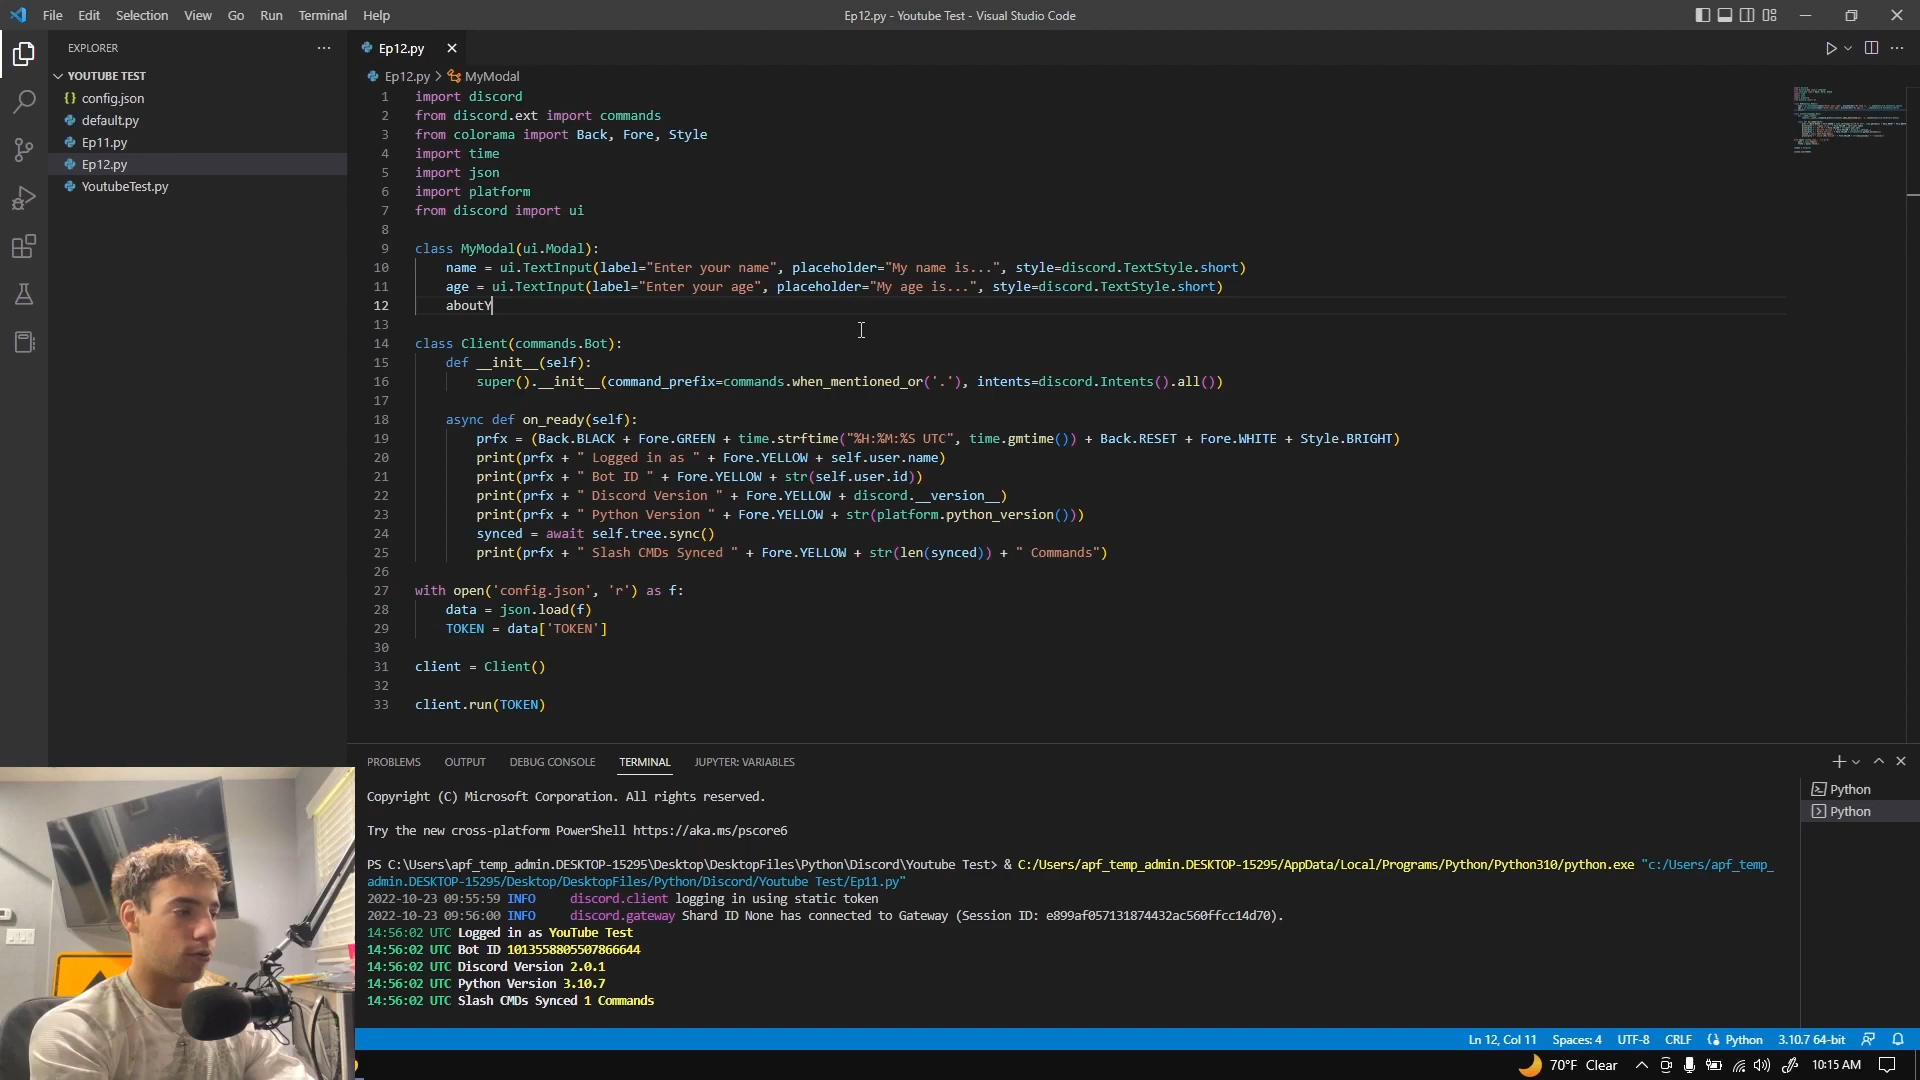 File Edit Selection View Go Run Terminal Help
Ep12.py - Youtube Test - Visual Studio Code
EXPLORER
YOUTUBE TEST
config.json
default.py
Ep11.py
Ep12.py
YoutubeTest.py
Ep12.py
Ep12.py > MyModal
1 import discord
2 from discord.ext import commands
3 from colorama import Back, Fore, Style
4 import time
5 import json
6 import platform
7 from discord import ui
8
9 class MyModal(ui.Modal):
10 name = ui.TextInput(label="Enter your name", placeholder="My name is...", style=discord.TextStyle.short)
11 age = ui.TextInput(label="Enter your age", placeholder="My age is...", style=discord.TextStyle.short)
12 aboutY
13
14 class Client(commands.Bot):
15 def __init__(self):
16 super().__init__(command_prefix=commands.when_mentioned_or('.'), intents=discord.Intents().all())
17
18 async def on_ready(self):
19 prfx = (Back.BLACK + Fore.GREEN + time.strftime("%H:%M:%S UTC", time.gmtime()) + Back.RESET + Fore.WHITE + Style.BRIGHT)
20 print(prfx + " Logged in as " + Fore.YELLOW + self.user.name)
21 print(prfx + " Bot ID " + Fore.YELLOW + str(self.user.id))
22 print(prfx + " Discord Version " + Fore.YELLOW + discord.__version__)
23 print(prfx + " Python Version " + Fore.YELLOW + str(platform.python_version()))
24 synced = await self.tree.sync()
25 print(prfx + " Slash CMDs Synced " + Fore.YELLOW + str(len(synced)) + " Commands")
26
27 with open('config.json', 'r') as f:
28 data = json.load(f)
29 TOKEN = data['TOKEN']
30
31 client = Client()
32
33 client.run(TOKEN)
PROBLEMS OUTPUT DEBUG CONSOLE TERMINAL JUPYTER: VARIABLES
Python
Python
Copyright (C) Microsoft Corporation. All rights reserved.
Try the new cross-platform PowerShell https://aka.ms/pscore6
PS C:\Users\apf_temp_admin.DESKTOP-15295\Desktop\DesktopFiles\Python\Discord\Youtube Test> & C:/Users/apf_temp_admin.DESKTOP-15295/AppData/Local/Programs/Python/Python310/python.exe "c:/Users/apf_temp_
admin.DESKTOP-15295/Desktop/DesktopFiles/Python/Discord/Youtube Test/Ep11.py"
2022-10-23 09:55:59 INFO discord.client logging in using static token
2022-10-23 09:56:00 INFO discord.gateway Shard ID None has connected to Gateway (Session ID: e899af057131874432ac560ffcc14d70).
14:56:02 UTC Logged in as YouTube Test
14:56:02 UTC Bot ID 1013558805507866644
14:56:02 UTC Discord Version 2.0.1
14:56:02 UTC Python Version 3.10.7
14:56:02 UTC Slash CMDs Synced 1 Commands
Ln 12, Col 11 Spaces: 4 UTF-8 CRLF Python 3.10.7 64-bit
70°F Clear 10:15 AM